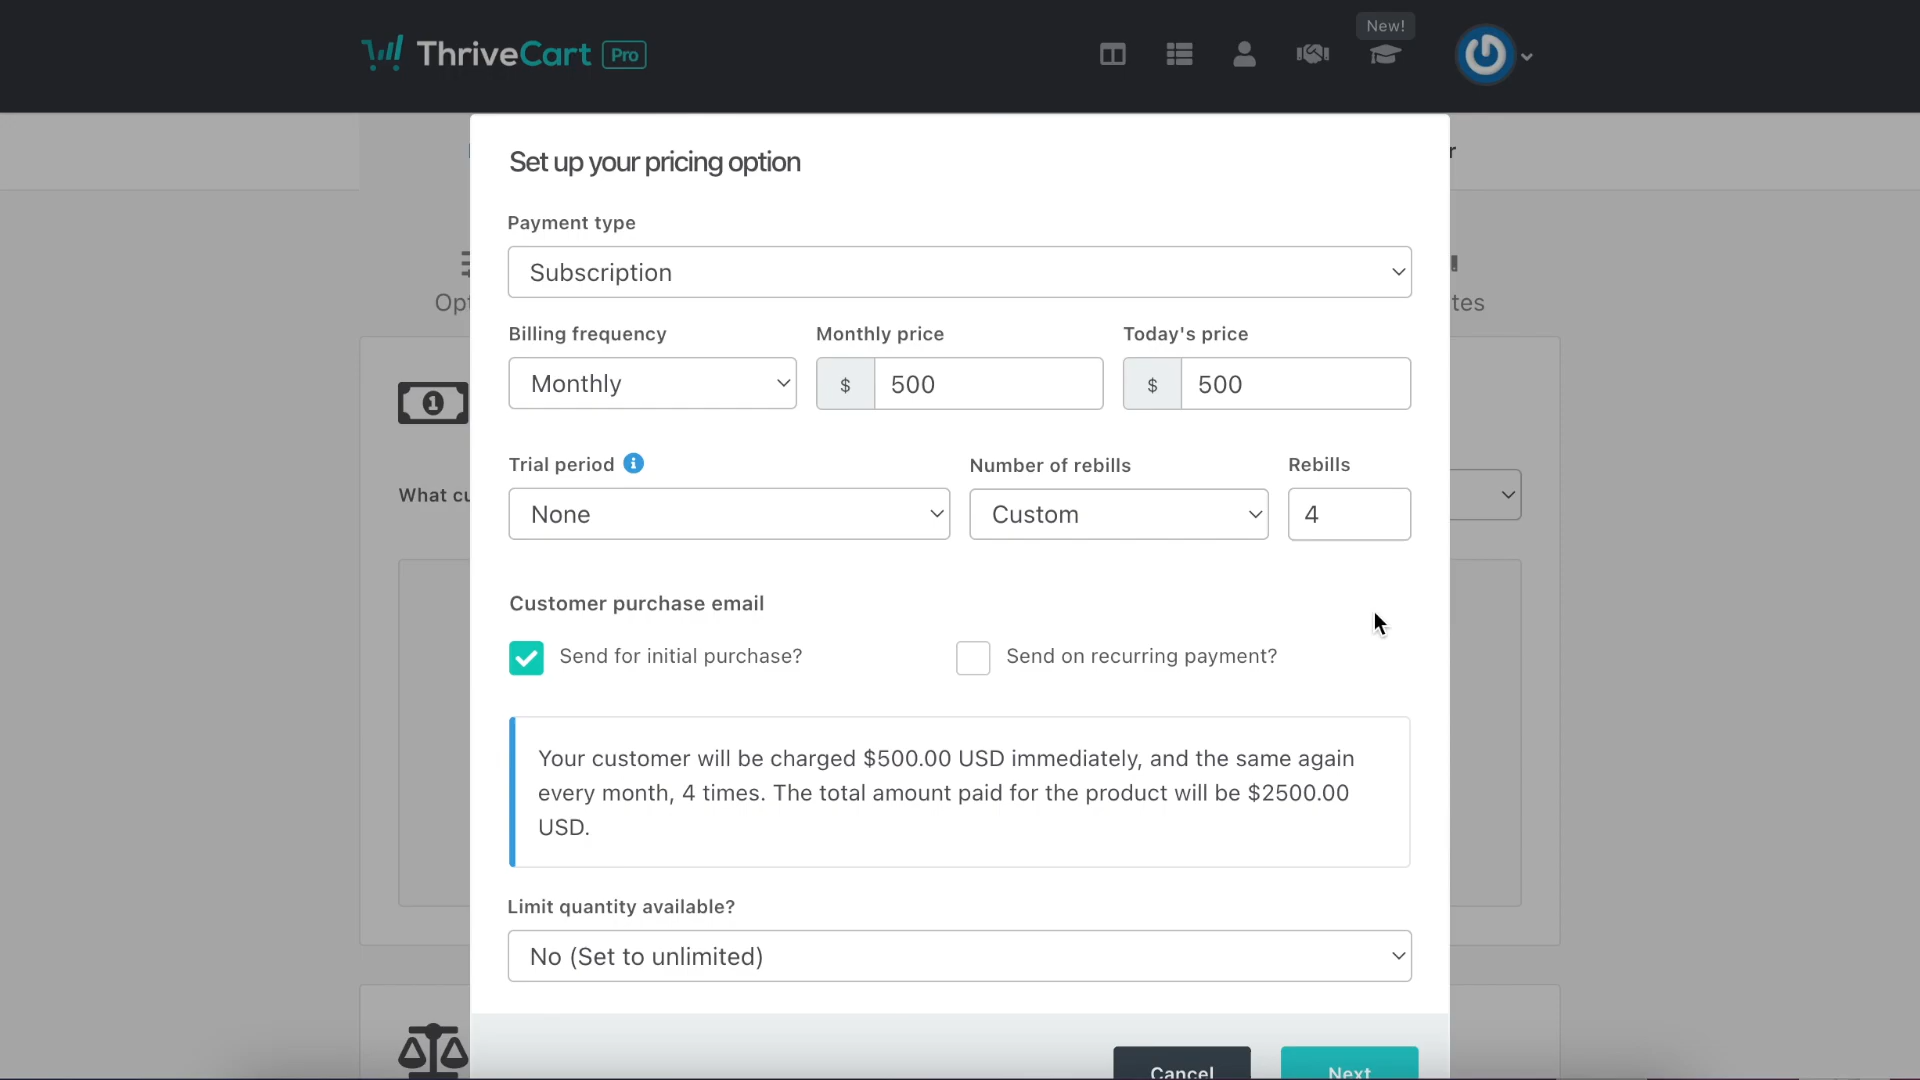 New!
ThriveCart Pro
Set up your pricing option
Payment type
Subscription
Billing frequency
Monthly price
Today's price
Monthly
$ 500
$ 500
Trial period
Number of rebills
Rebills
None
Custom
4
Customer purchase email
Send for initial purchase?
Send on recurring payment?
Your customer will be charged $500.00 USD immediately, and the same again
every month, 4 times. The total amount paid for the product will be $2500.00
USD.
Limit quantity available?
No (Set to unlimited)
Cancel
Next
What
1